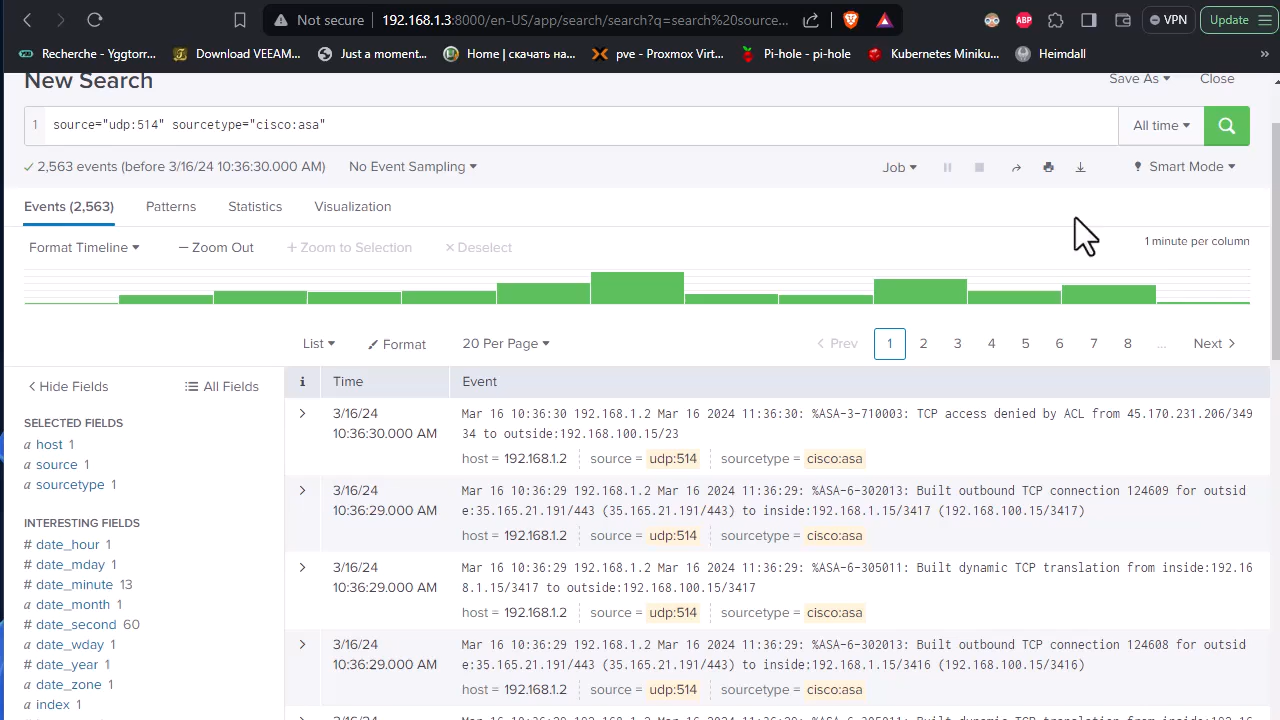 Not secure 192.168.1.3:8000/en-US/app/search/search?q=search%20source...
ABP VPN Update
Recherche - Yggtorr... Download VEEAM... Just a moment... Home | скачать на... pve - Proxmox Virt... Pi-hole - pi-hole Kubernetes Miniku... Heimdall »
New Search Save As Close
1 source="udp:514" sourcetype="cisco:asa" All time
2,563 events (before 3/16/24 10:36:30.000 AM) No Event Sampling Job Smart Mode
Events (2,563) Patterns Statistics Visualization
Format Timeline — Zoom Out + Zoom to Selection × Deselect 1 minute per column
List Format 20 Per Page < Prev 1 2 3 4 5 6 7 8 ... Next >
< Hide Fields All Fields
SELECTED FIELDS
a host 1
a source 1
a sourcetype 1
INTERESTING FIELDS
# date_hour 1
# date_mday 1
# date_minute 13
a date_month 1
# date_second 60
a date_wday 1
# date_year 1
a date_zone 1
a index 1
i Time Event
> 3/16/24 Mar 16 10:36:30 192.168.1.2 Mar 16 2024 11:36:30: %ASA-3-710003: TCP access denied by ACL from 45.170.231.206/349
10:36:30.000 AM 34 to outside:192.168.100.15/23
host = 192.168.1.2 source = udp:514 sourcetype = cisco:asa
> 3/16/24 Mar 16 10:36:29 192.168.1.2 Mar 16 2024 11:36:29: %ASA-6-302013: Built outbound TCP connection 124609 for outsid
10:36:29.000 AM e:35.165.21.191/443 (35.165.21.191/443) to inside:192.168.1.15/3417 (192.168.100.15/3417)
host = 192.168.1.2 source = udp:514 sourcetype = cisco:asa
> 3/16/24 Mar 16 10:36:29 192.168.1.2 Mar 16 2024 11:36:29: %ASA-6-305011: Built dynamic TCP translation from inside:192.16
10:36:29.000 AM 8.1.15/3417 to outside:192.168.100.15/3417
host = 192.168.1.2 source = udp:514 sourcetype = cisco:asa
> 3/16/24 Mar 16 10:36:29 192.168.1.2 Mar 16 2024 11:36:29: %ASA-6-302013: Built outbound TCP connection 124608 for outsid
10:36:29.000 AM e:35.165.21.191/443 (35.165.21.191/443) to inside:192.168.1.15/3416 (192.168.100.15/3416)
host = 192.168.1.2 source = udp:514 sourcetype = cisco:asa